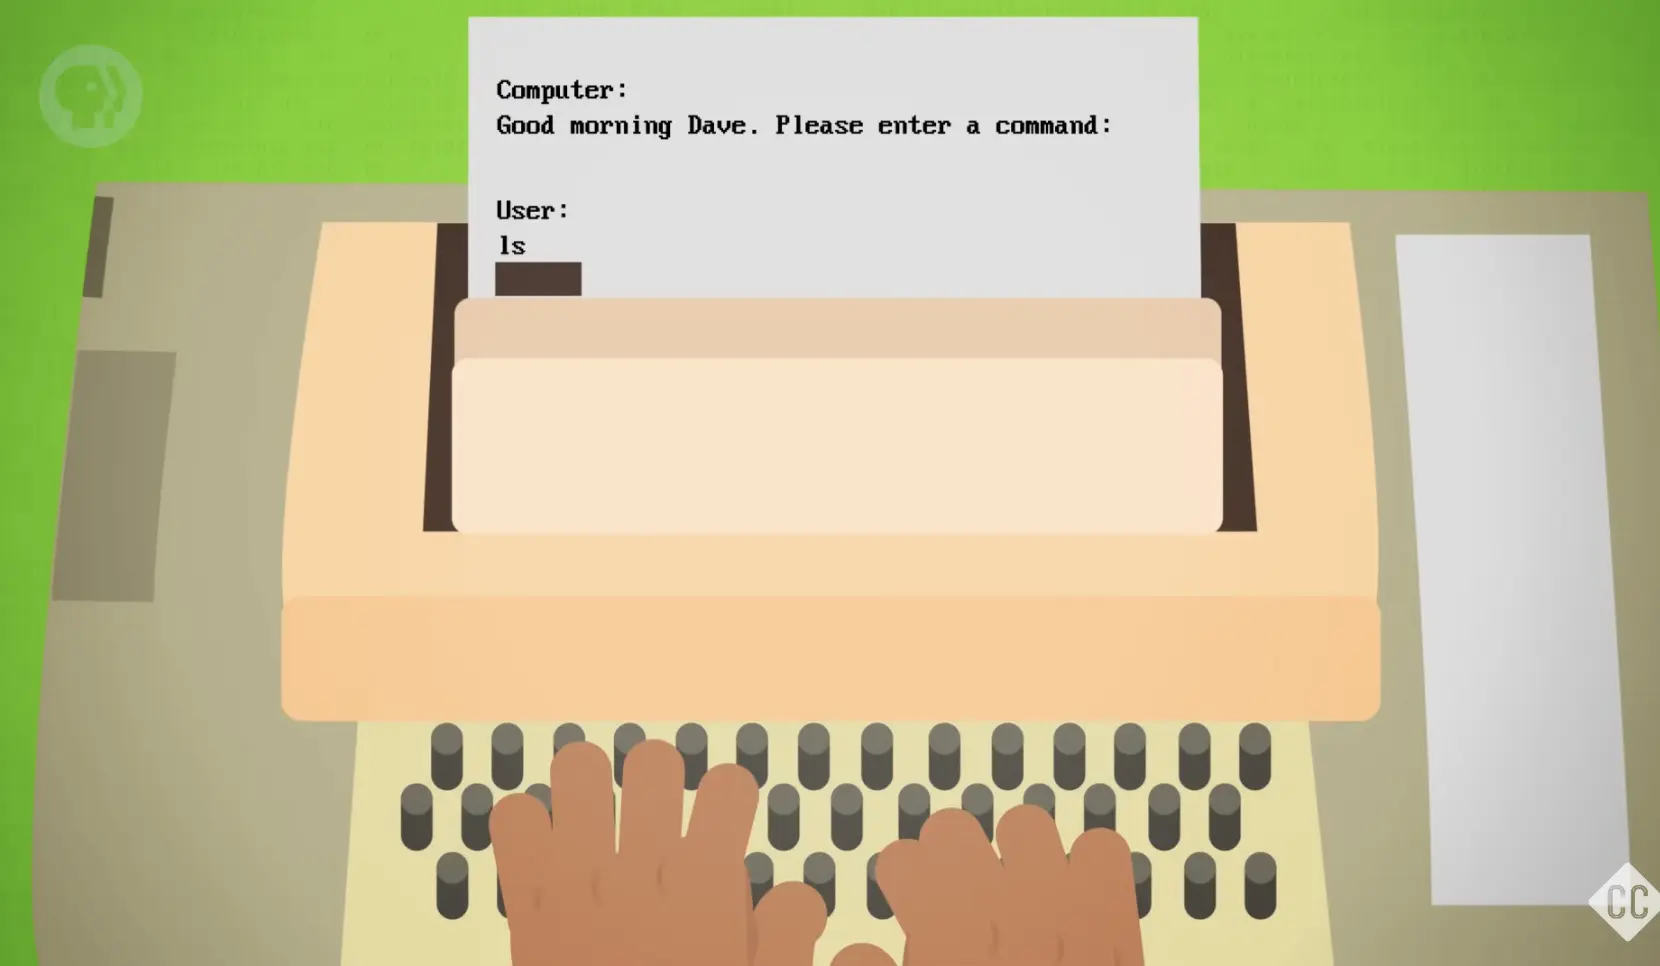 Computer:
Good morning Dave. Please enter a command:
User:
ls
CC